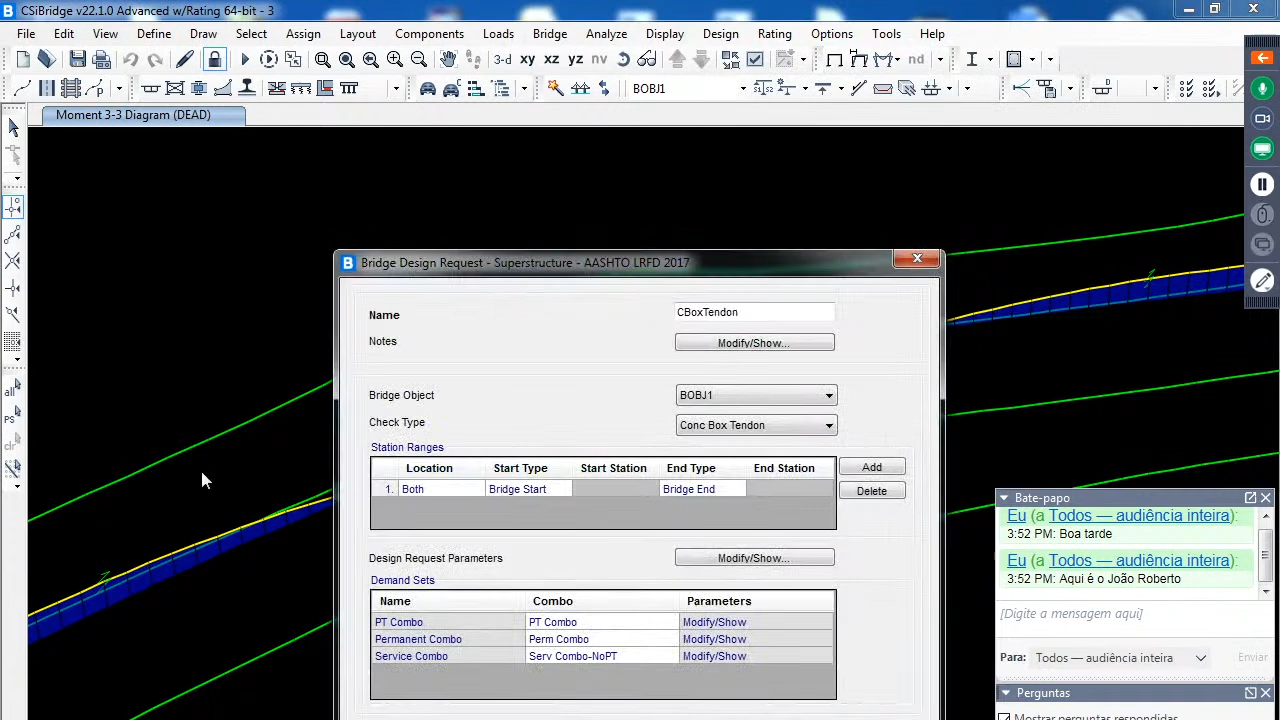 CSiBridge v22.1.0 Advanced w/Rating 64-bit - 3
File Edit View Define Draw Select Assign Layout Components Loads Bridge Analyze Display Design Rating Options Tools Help
3-d xy xz yz nv nd
BOBJ1
Moment 3-3 Diagram (DEAD)
all
PS
clr
Bridge Design Request - Superstructure - AASHTO LRFD 2017
Name CBoxTendon
Notes Modify/Show...
Bridge Object BOBJ1
Check Type Conc Box Tendon
Station Ranges
Location Start Type Start Station End Type End Station Add
1. Both Bridge Start Bridge End Delete
Design Request Parameters Modify/Show...
Demand Sets
Name Combo Parameters
PT Combo PT Combo Modify/Show
Permanent Combo Perm Combo Modify/Show
Service Combo Serv Combo-NoPT Modify/Show
Bate-papo
Eu (a Todos — audiência inteira):
3:52 PM: Boa tarde
Eu (a Todos — audiência inteira):
3:52 PM: Aqui é o João Roberto
[Digite a mensagem aqui]
Para: Todos — audiência inteira Enviar
Perguntas
Mostrar perguntas respondidas